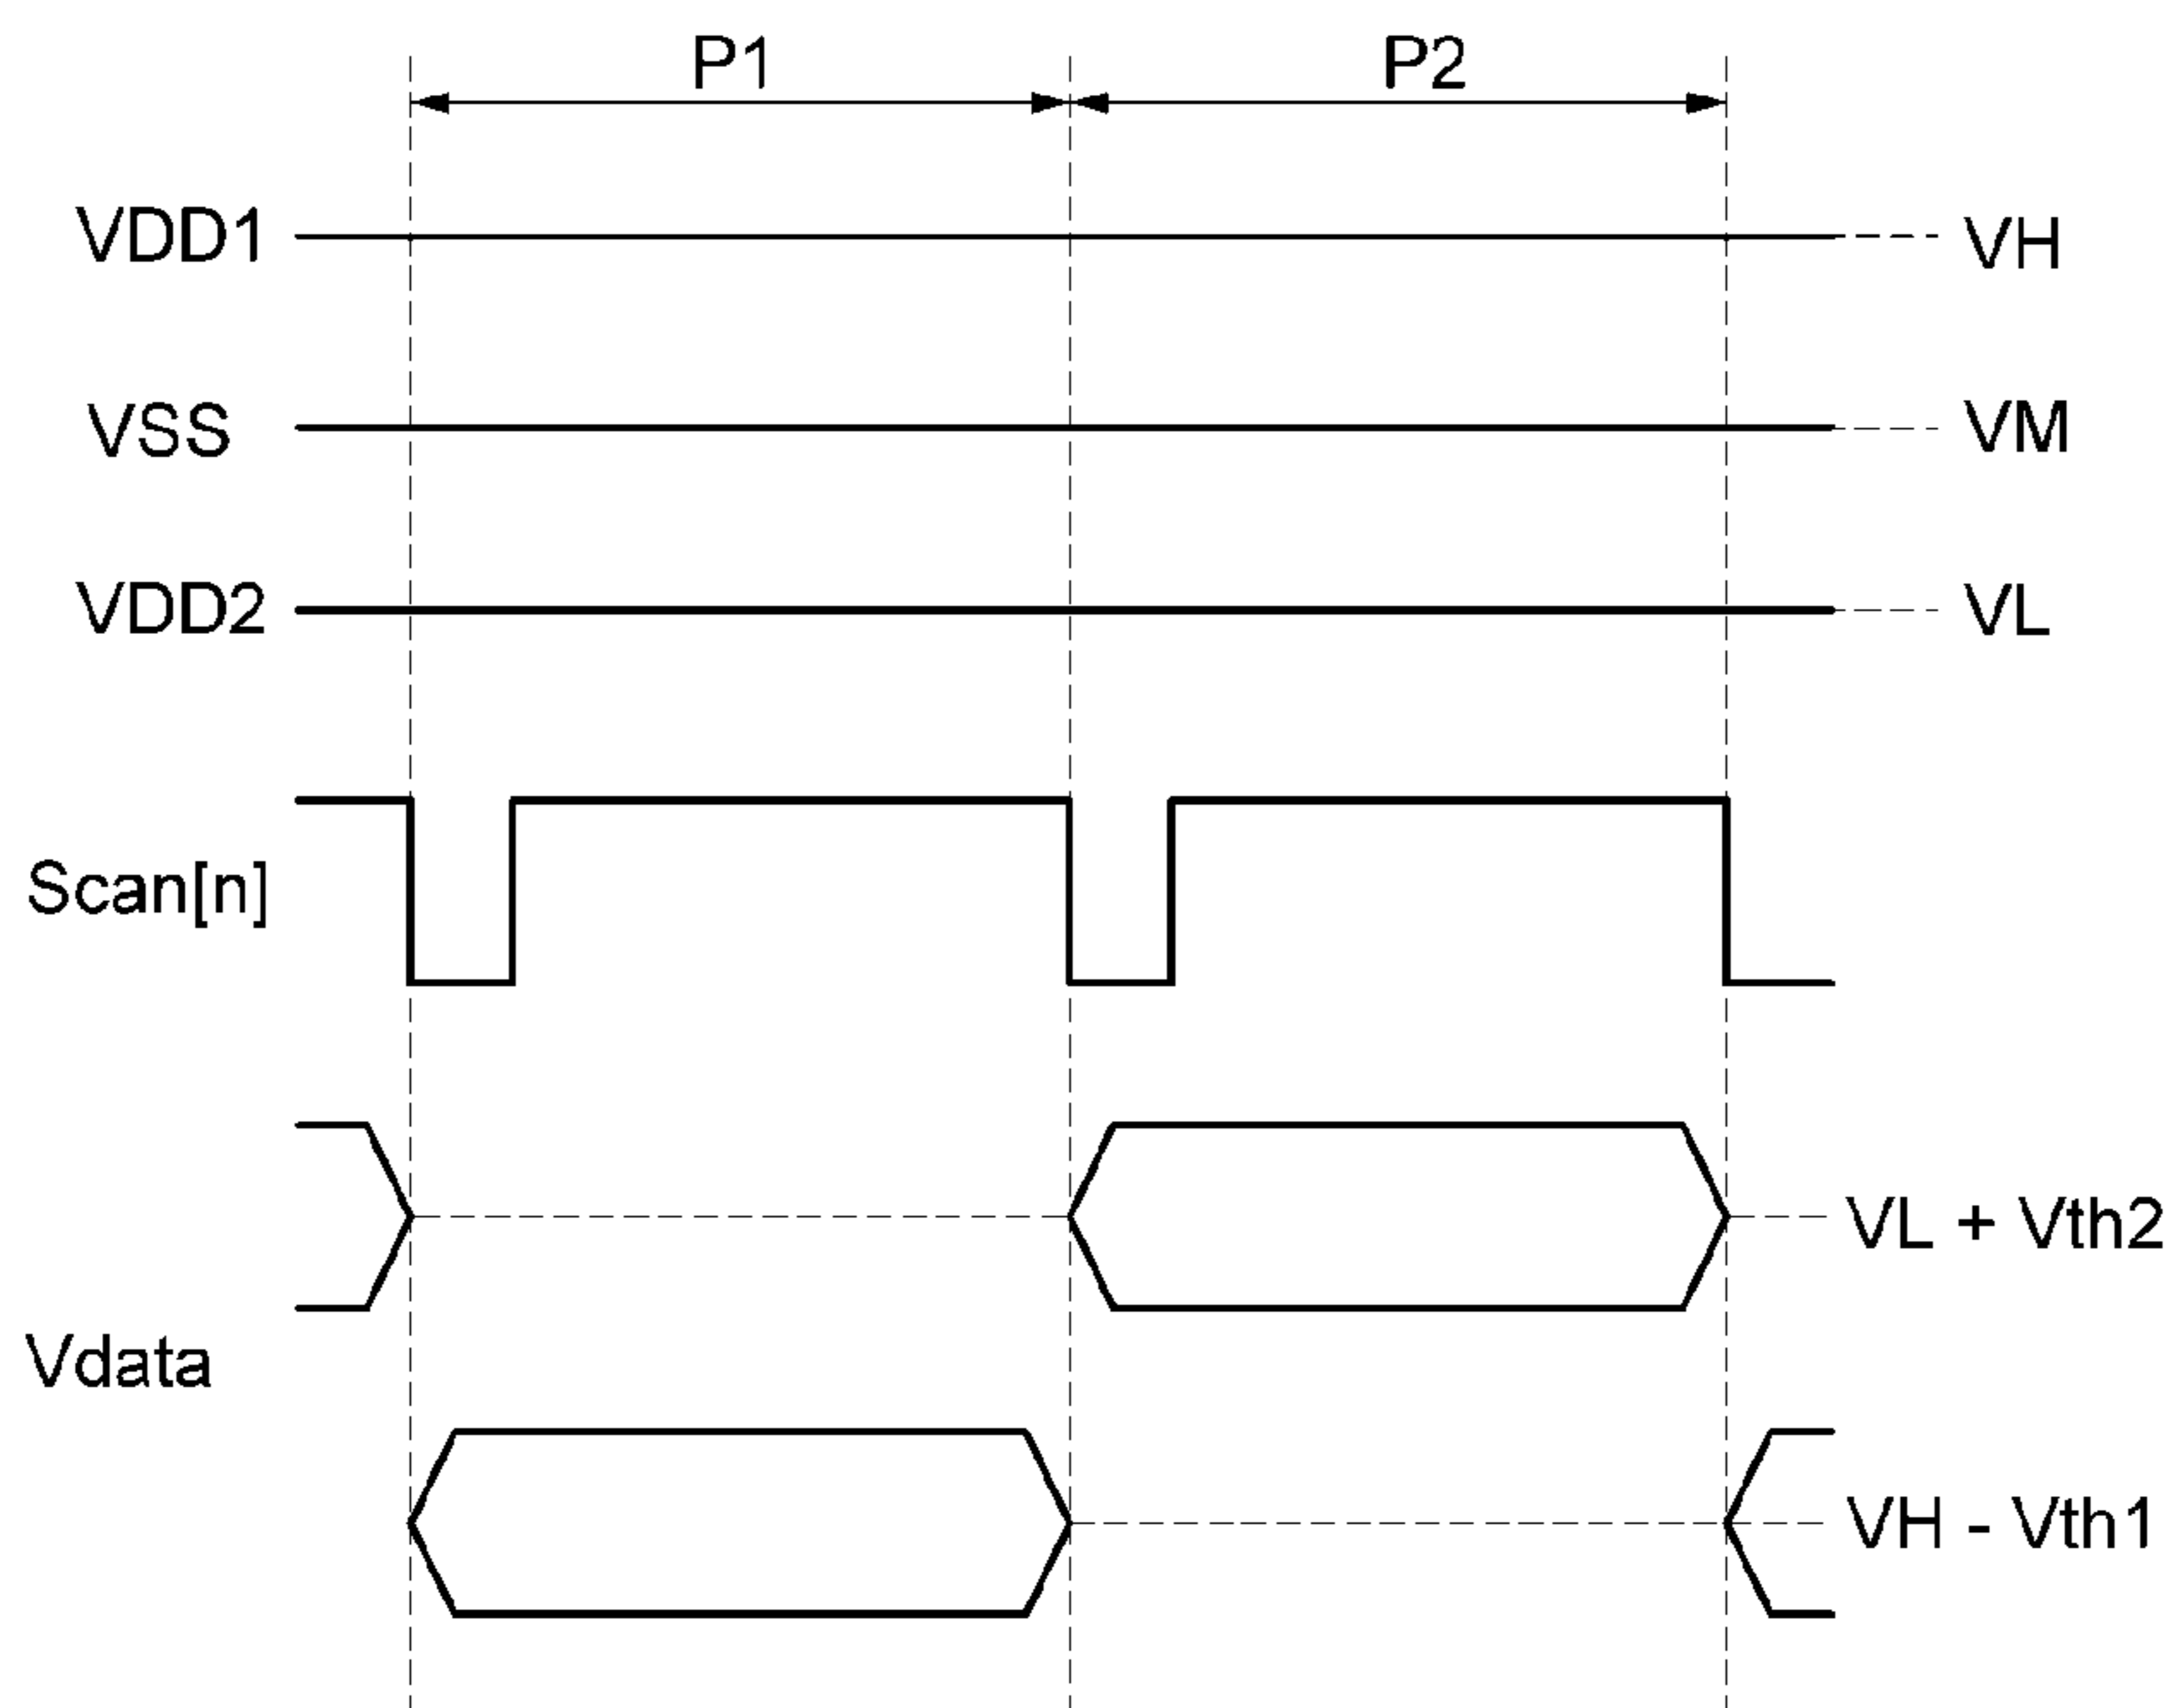 P1 P2
VDD1 VH
VSS VM
VDD2 VL
Scan[n]
VL + Vth2
Vdata
VH - Vth1